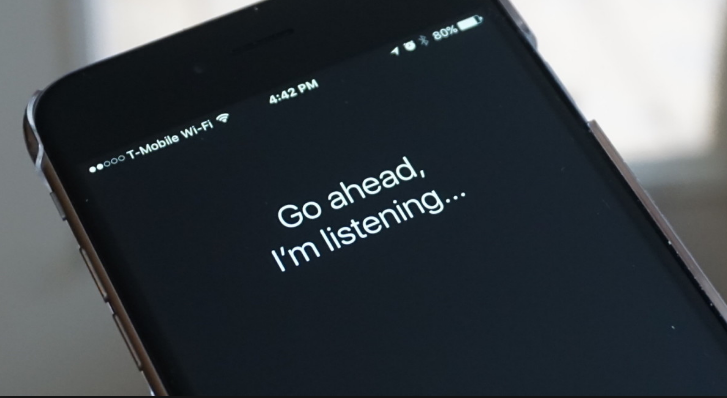 T-Mobile Wi-Fi
4:42 PM
80%
Go ahead,
I'm listening...